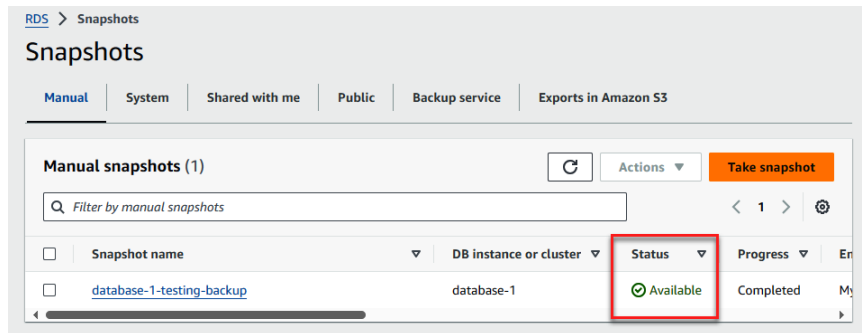 RDS > Snapshots
Snapshots
Manual System Shared with me Public Backup service Exports in Amazon S3
Manual snapshots (1) Actions Take snapshot
Filter by manual snapshots 1
Snapshot name DB instance or cluster Status Progress En
database-1-testing-backup database-1 Available Completed My